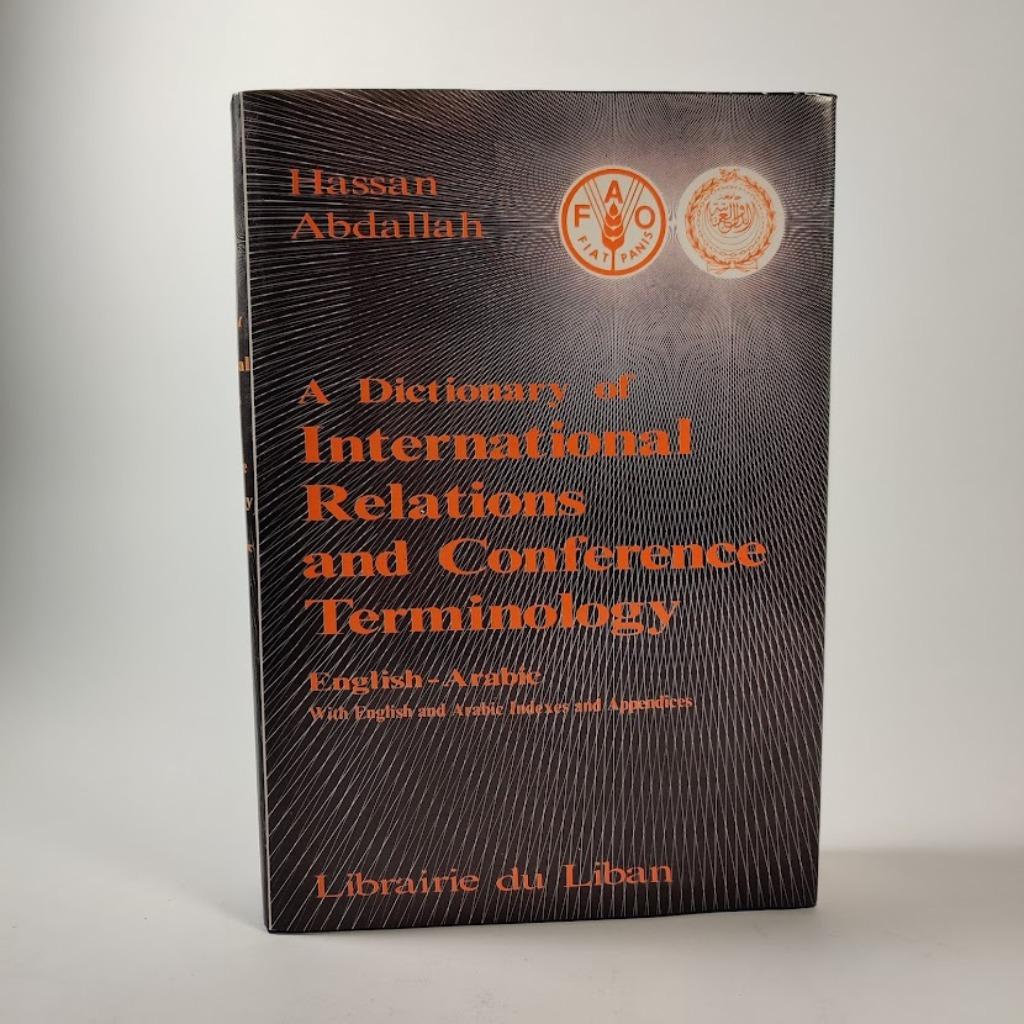 Hassan
Abdallah
F A O
FIAT PANIS
A Dictionary of
International
Relations
and Conference
Terminology
English-Arabic
With English and Arabic Indexes and Appendices
Librairie du Liban